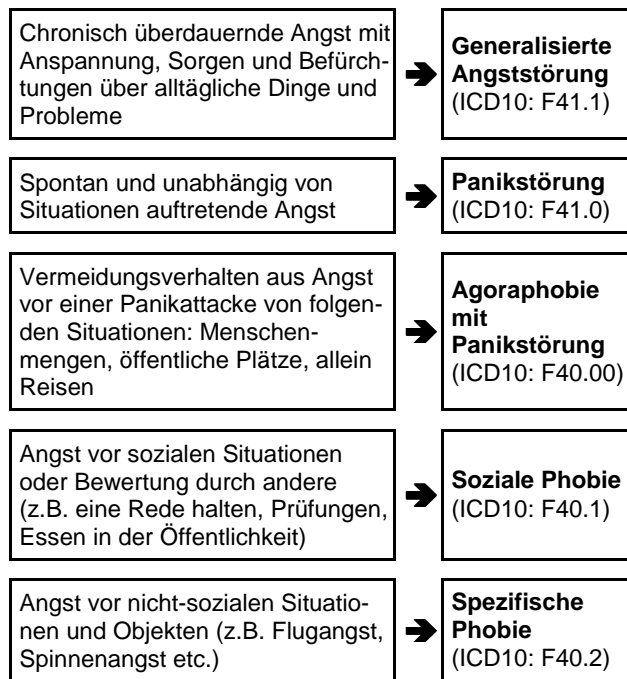 Chronisch überdauernde Angst mit
Anspannung, Sorgen und Befürch-
tungen über alltägliche Dinge und
Probleme
Generalisierte
Angststörung
(ICD10: F41.1)
Spontan und unabhängig von
Situationen auftretende Angst
Panikstörung
(ICD10: F41.0)
Vermeidungsverhalten aus Angst
vor einer Panikattacke von folgen-
den Situationen: Menschen-
mengen, öffentliche Plätze, allein
Reisen
Agoraphobie
mit
Panikstörung
(ICD10: F40.00)
Angst vor sozialen Situationen
oder Bewertung durch andere
(z.B. eine Rede halten, Prüfungen,
Essen in der Öffentlichkeit)
Soziale Phobie
(ICD10: F40.1)
Angst vor nicht-sozialen Situatio-
nen und Objekten (z.B. Flugangst,
Spinnenangst etc.)
Spezifische
Phobie
(ICD10: F40.2)